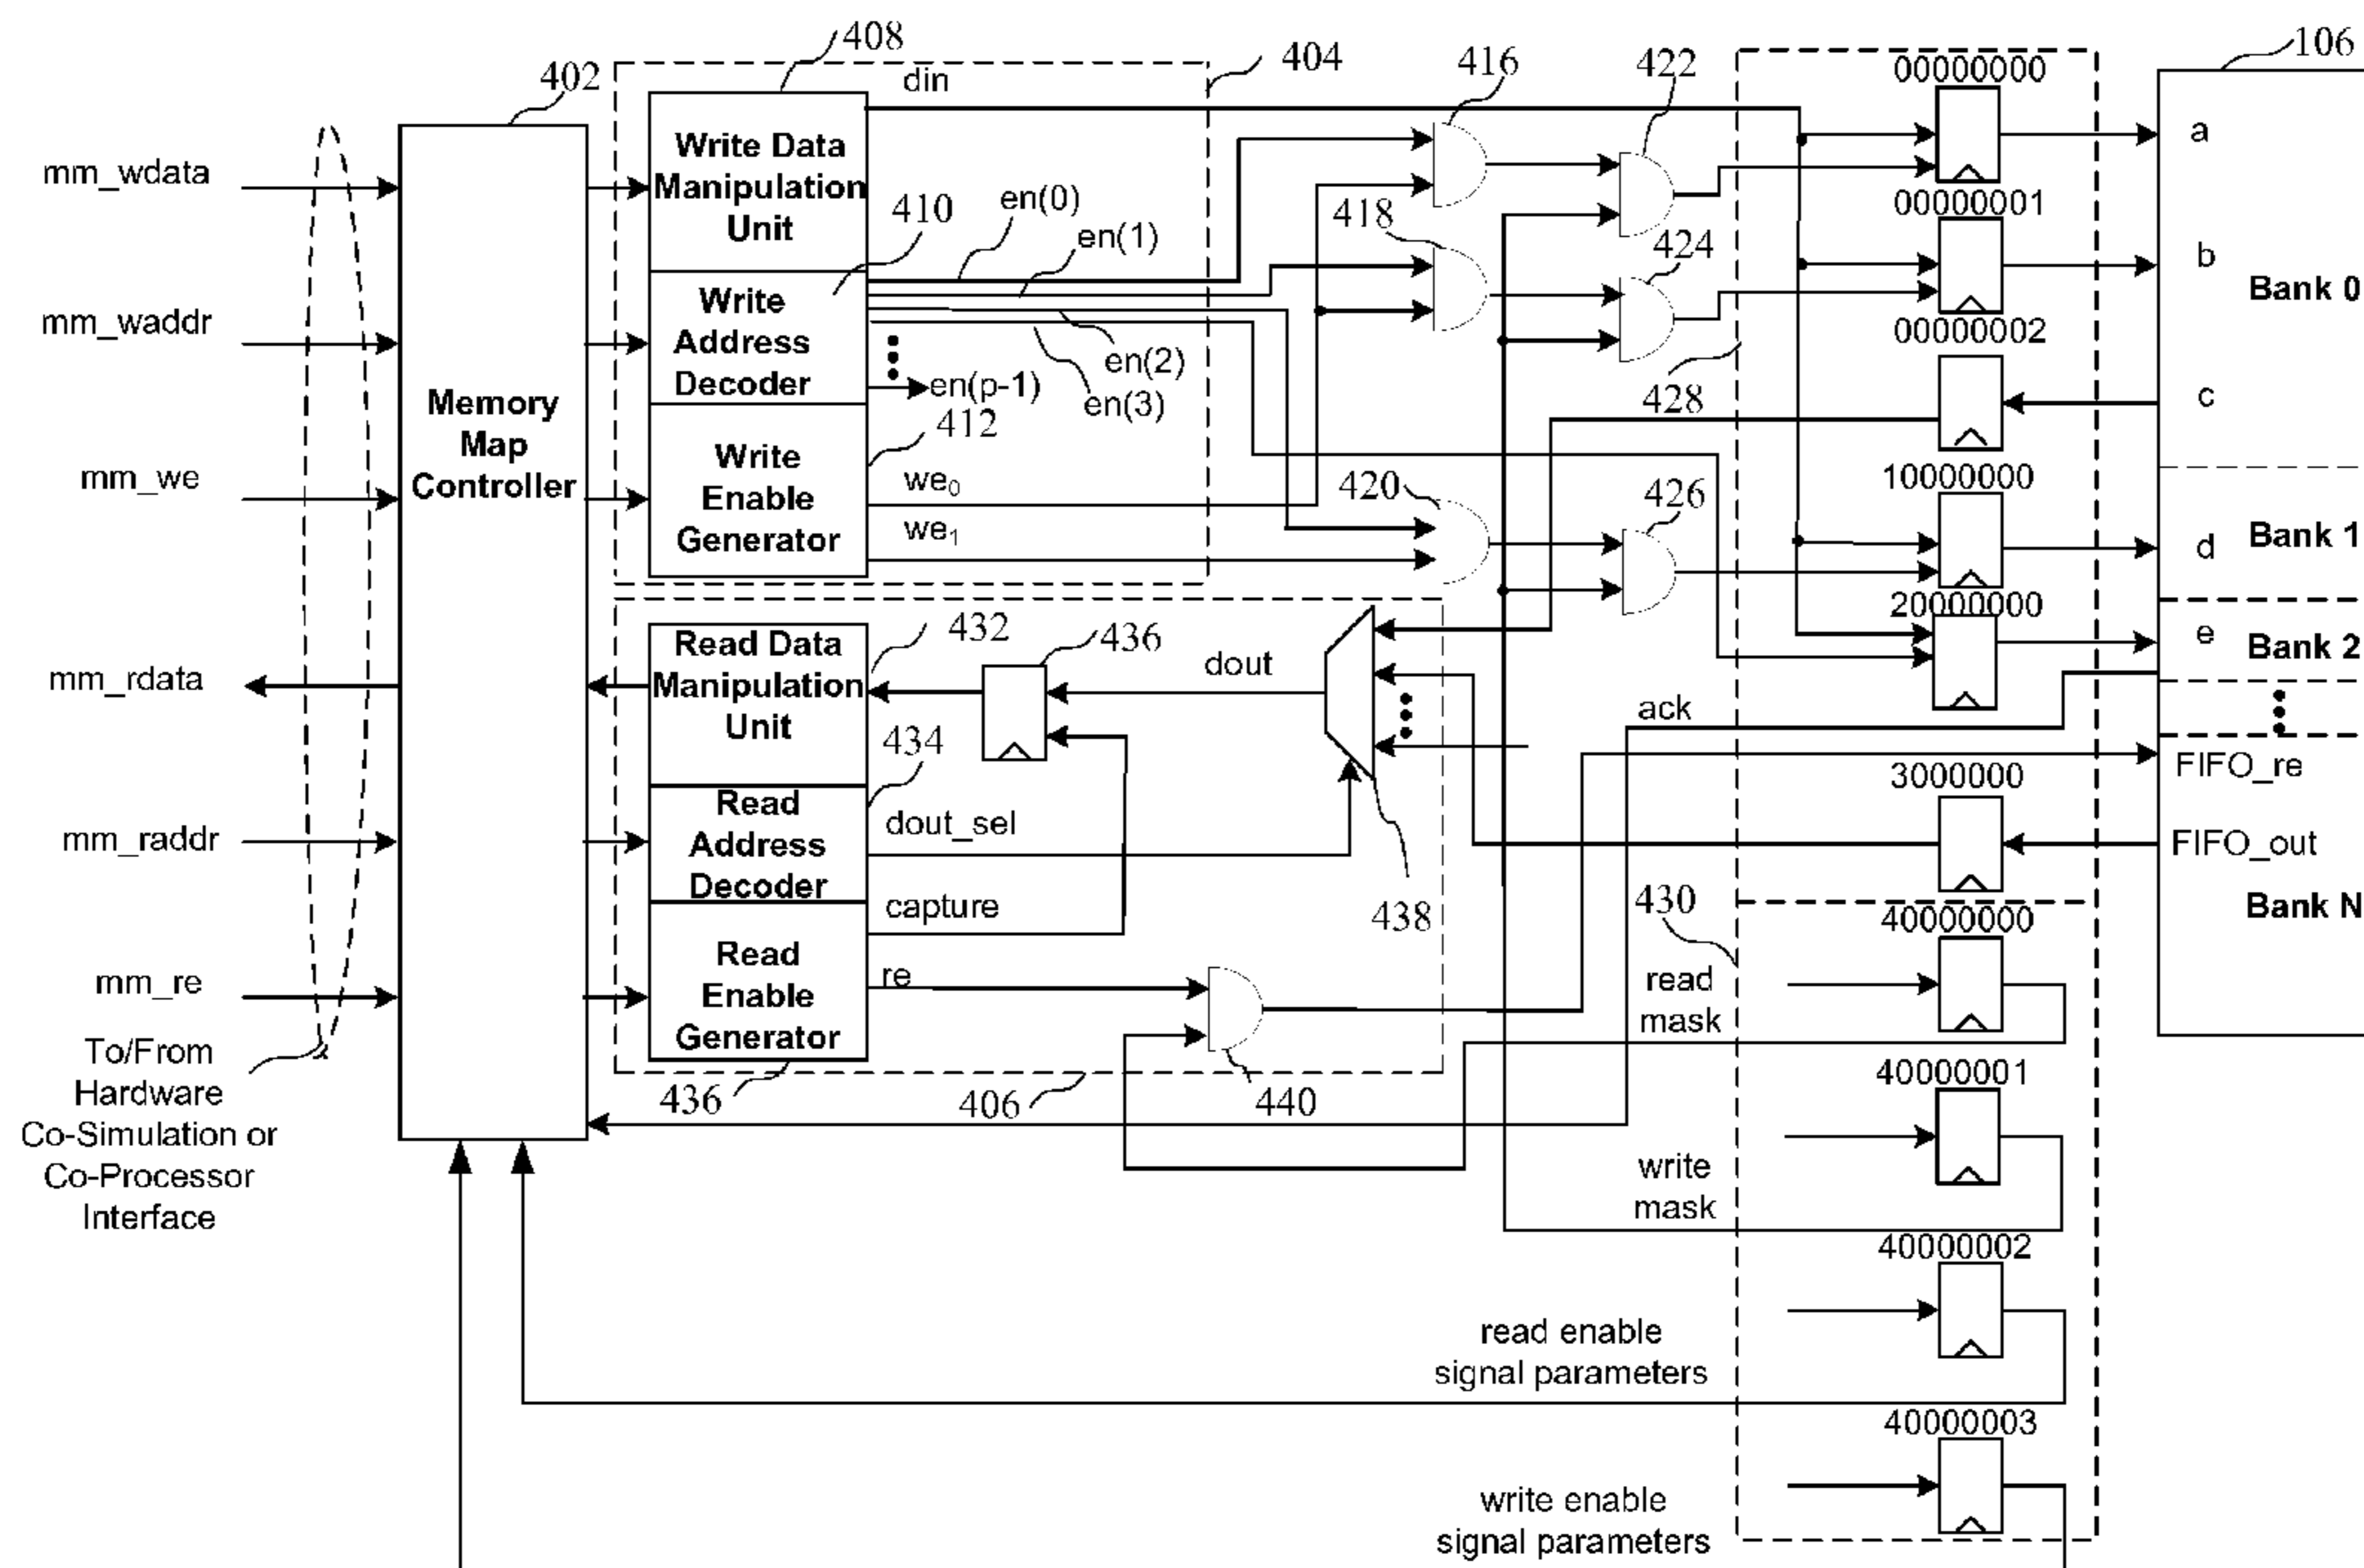 408
404
416
422
106
402
din
00000000
a
Write Data
Manipulation
Unit
mm_wdata
410
en(0)
418
00000001
en(1)
424
b
Bank 0
Write
Address
Decoder
mm_waddr
00000002
en(2)
en(p-1)
en(3)
428
c
Memory
Map
Controller
412
mm_we
Write
Enable
Generator
we0
we1
420
426
10000000
d
Bank 1
20000000
e
Bank 2
Read Data
Manipulation
Unit
432
436
dout
mm_rdata
ack
434
FIFO_re
3000000
Read
Address
Decoder
dout_sel
mm_raddr
FIFO_out
capture
438
430
40000000
Bank N
Read
Enable
Generator
re
mm_re
read
mask
To/From
Hardware
Co-Simulation or
Co-Processor
Interface
436
406
440
40000001
write
mask
40000002
read enable
signal parameters
40000003
write enable
signal parameters